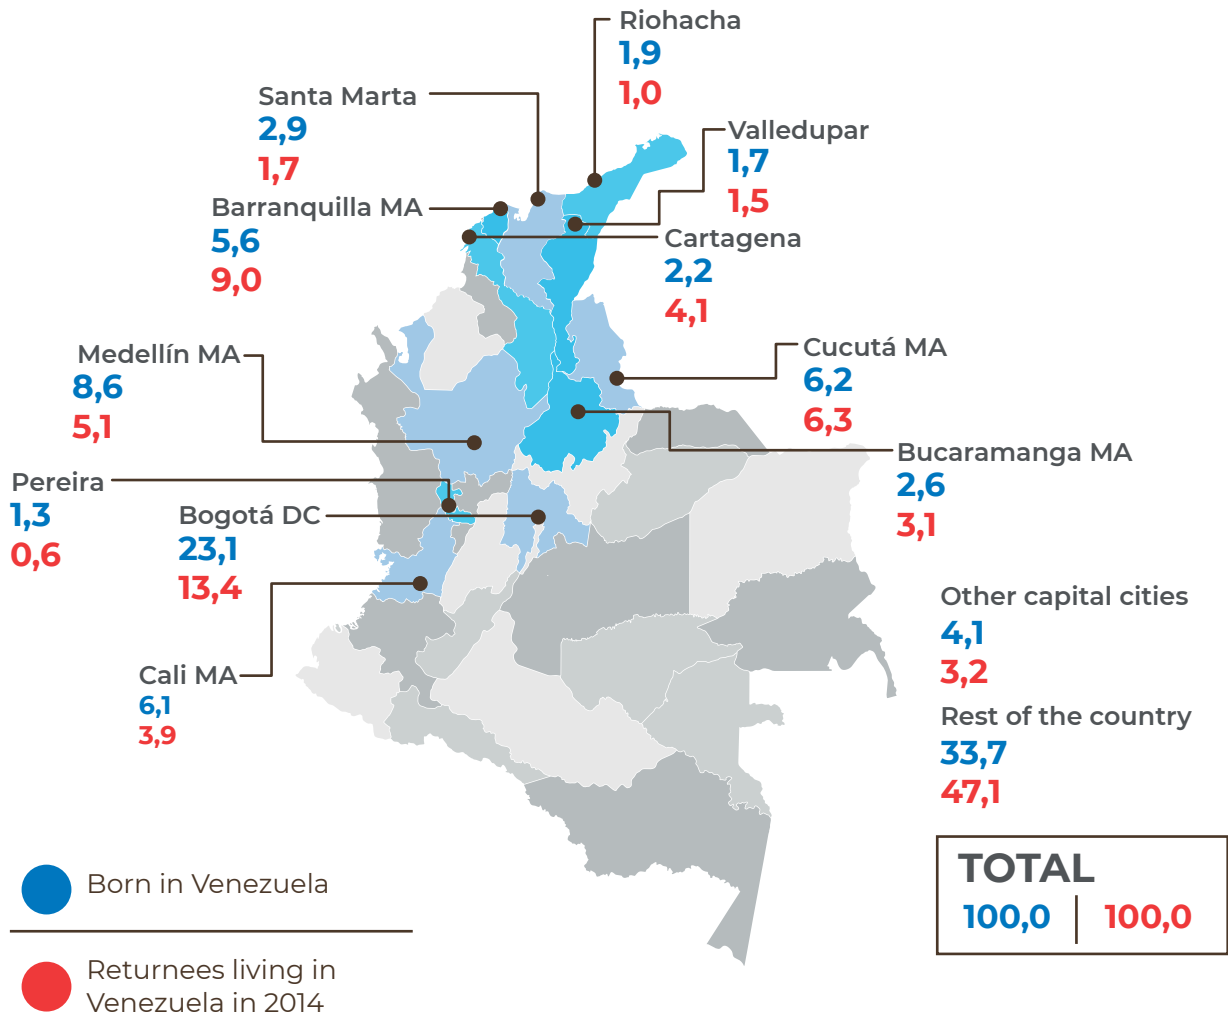 Riohacha
1,9
1,0
Santa Marta
2,9
1,7
Valledupar
1,7
1,5
Barranquilla MA
5,6
9,0
Cartagena
2,2
4,1
Medellín MA
8,6
5,1
Cucutá MA
6,2
6,3
Bucaramanga MA
2,6
3,1
Pereira
1,3
0,6
Bogotá DC
23,1
13,4
Cali MA
6,1
3,9
Other capital cities
4,1
3,2
Rest of the country
33,7
47,1
TOTAL
100,0 100,0
Born in Venezuela
Returnees living in
Venezuela in 2014